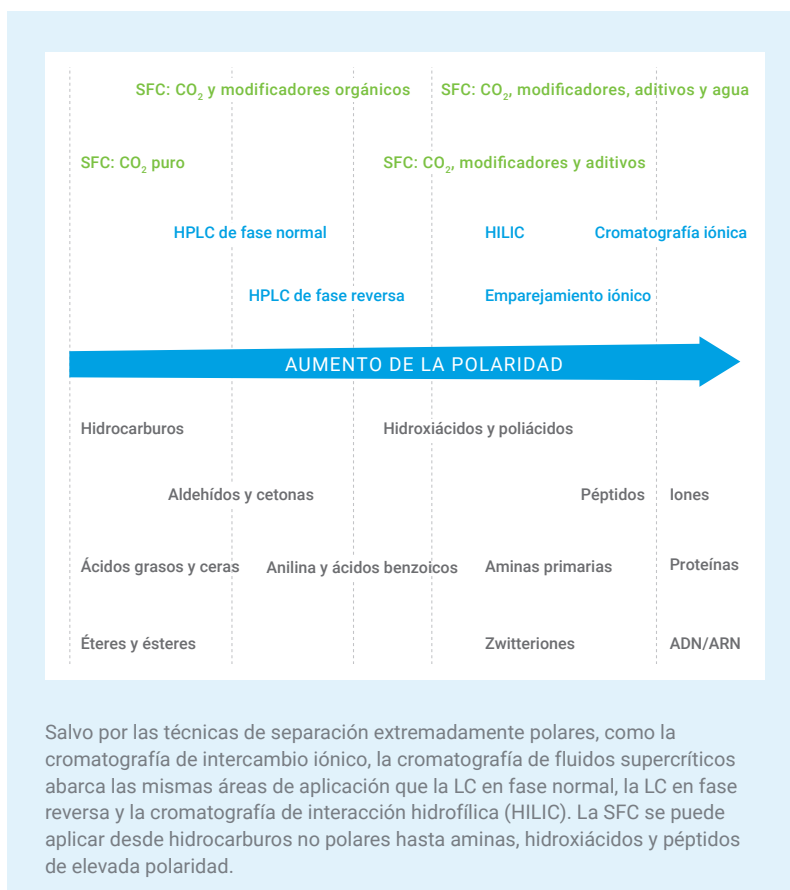 SFC: CO₂ y modificadores orgánicos
SFC: CO₂, modificadores, aditivos y agua
SFC: CO₂ puro
SFC: CO₂, modificadores y aditivos
HPLC de fase normal
HILIC
Cromatografía iónica
HPLC de fase reversa
Emparejamiento iónico
AUMENTO DE LA POLARIDAD
Hidrocarburos
Hidroxiácidos y poliácidos
Aldehídos y cetonas
Péptidos
Iones
Ácidos grasos y ceras
Anilina y ácidos benzoicos
Aminas primarias
Proteínas
Éteres y ésteres
Zwitteriones
ADN/ARN
Salvo por las técnicas de separación extremadamente polares, como la
cromatografía de intercambio iónico, la cromatografía de fluidos supercríticos
abarca las mismas áreas de aplicación que la LC en fase normal, la LC en fase
reversa y la cromatografía de interacción hidrofílica (HILIC). La SFC se puede
aplicar desde hidrocarburos no polares hasta aminas, hidroxiácidos y péptidos
de elevada polaridad.